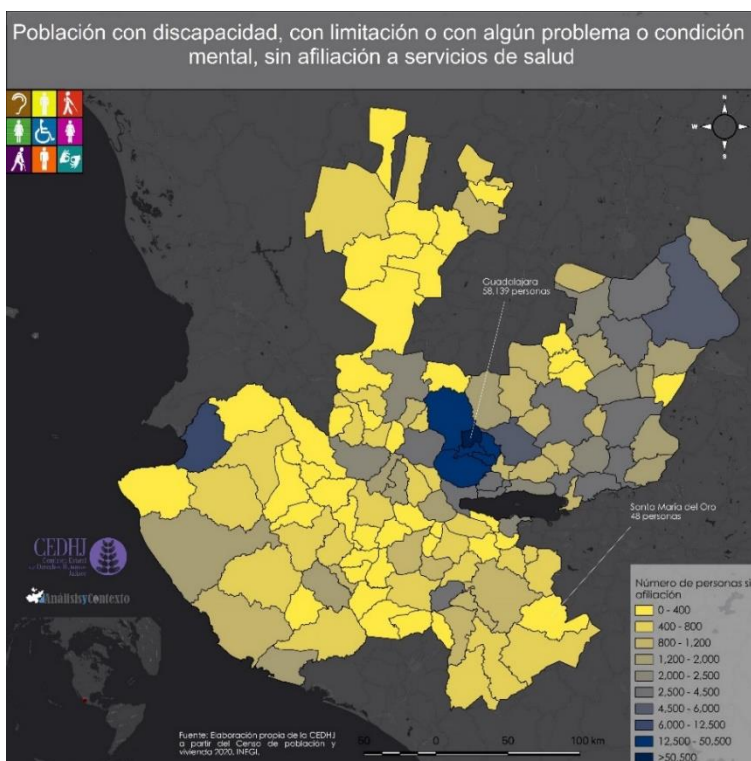 Población con discapacidad, con limitación o con algún problema o condición
mental, sin afiliación a servicios de salud
N
W
E
S
Guadalajara
58,139 personas
Santa María del Oro
48 personas
CEDHJ
AnálisisyContexto
Número de personas si
afiliación
0 - 400
400 - 800
800 - 1,200
1,200 - 2,000
2,000 - 2,500
2,500 - 4,500
4,500 - 6,000
6,000 - 12,500
12,500 - 50,500
>50,500
Fuente: Elaboración propia de la CEDHJ
a partir del Censo de población y
vivienda 2020, INEGI.
50 0 50 100 km